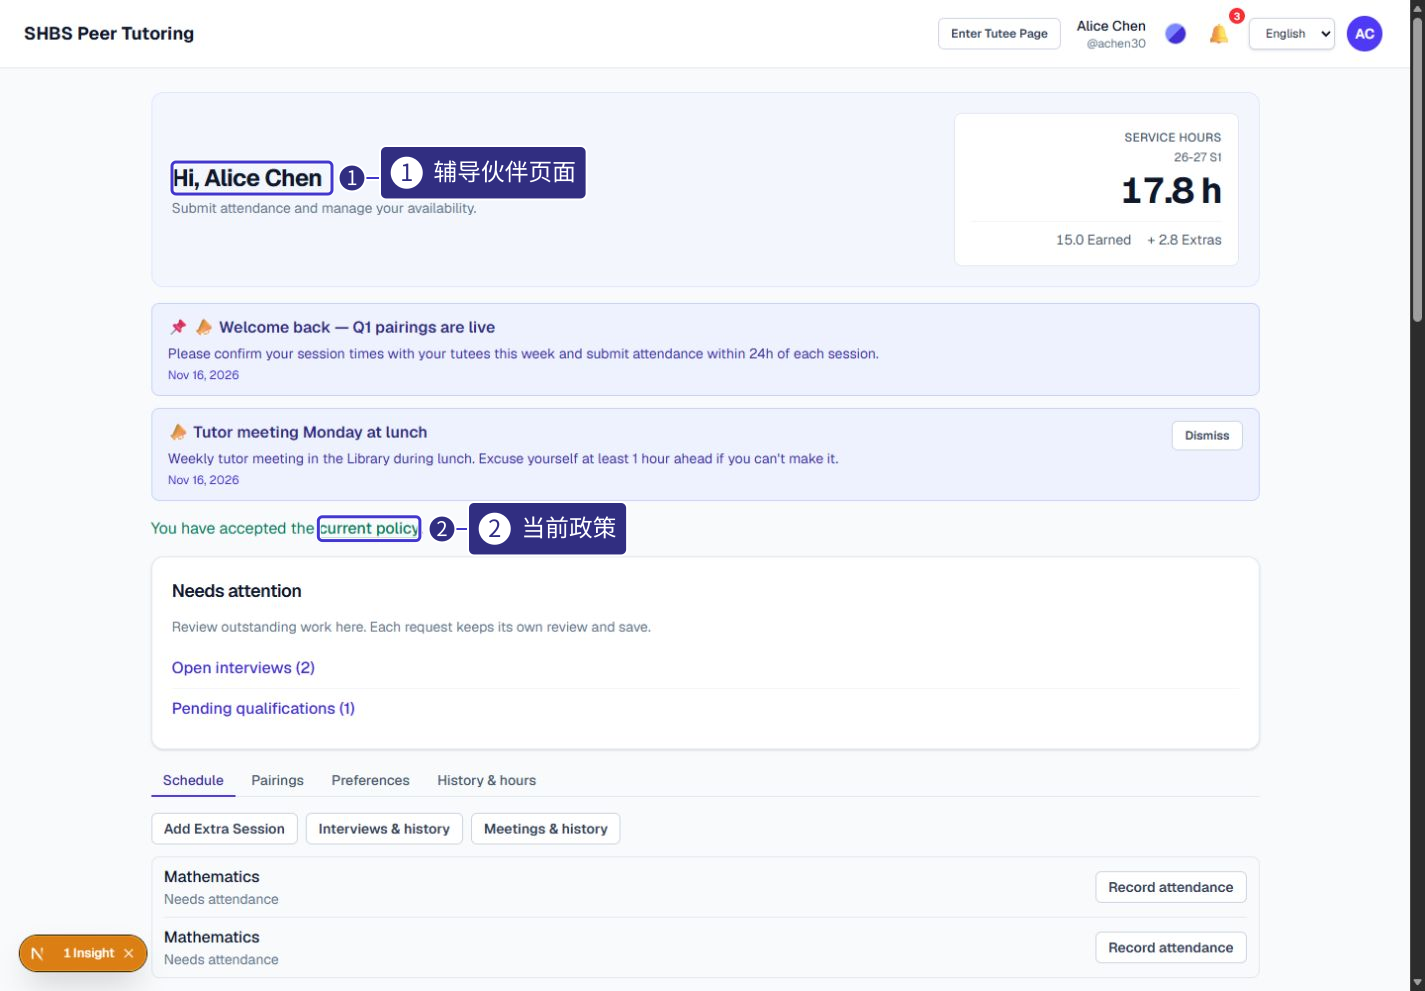 SHBS Peer Tutoring
Enter Tutee Page
Alice Chen
@achen30
3
English
AC
Hi, Alice Chen
1
1 辅导伙伴页面
Submit attendance and manage your availability.
SERVICE HOURS
26-27 S1
17.8 h
15.0 Earned + 2.8 Extras
Welcome back — Q1 pairings are live
Please confirm your session times with your tutees this week and submit attendance within 24h of each session.
Nov 16, 2026
Tutor meeting Monday at lunch
Dismiss
Weekly tutor meeting in the Library during lunch. Excuse yourself at least 1 hour ahead if you can't make it.
Nov 16, 2026
You have accepted the current policy
2
2 当前政策
Needs attention
Review outstanding work here. Each request keeps its own review and save.
Open interviews (2)
Pending qualifications (1)
Schedule Pairings Preferences History & hours
Add Extra Session Interviews & history Meetings & history
Mathematics
Needs attendance
Record attendance
Mathematics
Needs attendance
Record attendance
N 1 Insight ×